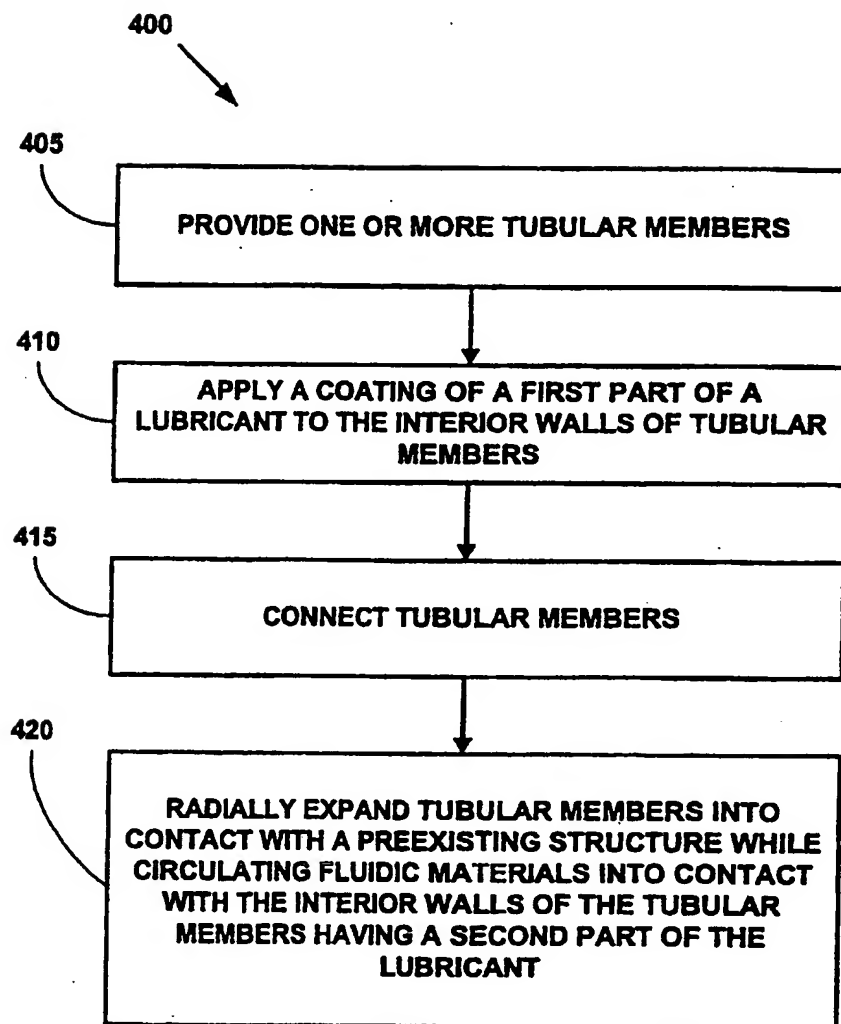 400
405
PROVIDE ONE OR MORE TUBULAR MEMBERS
410
APPLY A COATING OF A FIRST PART OF A
LUBRICANT TO THE INTERIOR WALLS OF TUBULAR
MEMBERS
415
CONNECT TUBULAR MEMBERS
420
RADIALLY EXPAND TUBULAR MEMBERS INTO
CONTACT WITH A PREEXISTING STRUCTURE WHILE
CIRCULATING FLUIDIC MATERIALS INTO CONTACT
WITH THE INTERIOR WALLS OF THE TUBULAR
MEMBERS HAVING A SECOND PART OF THE
LUBRICANT